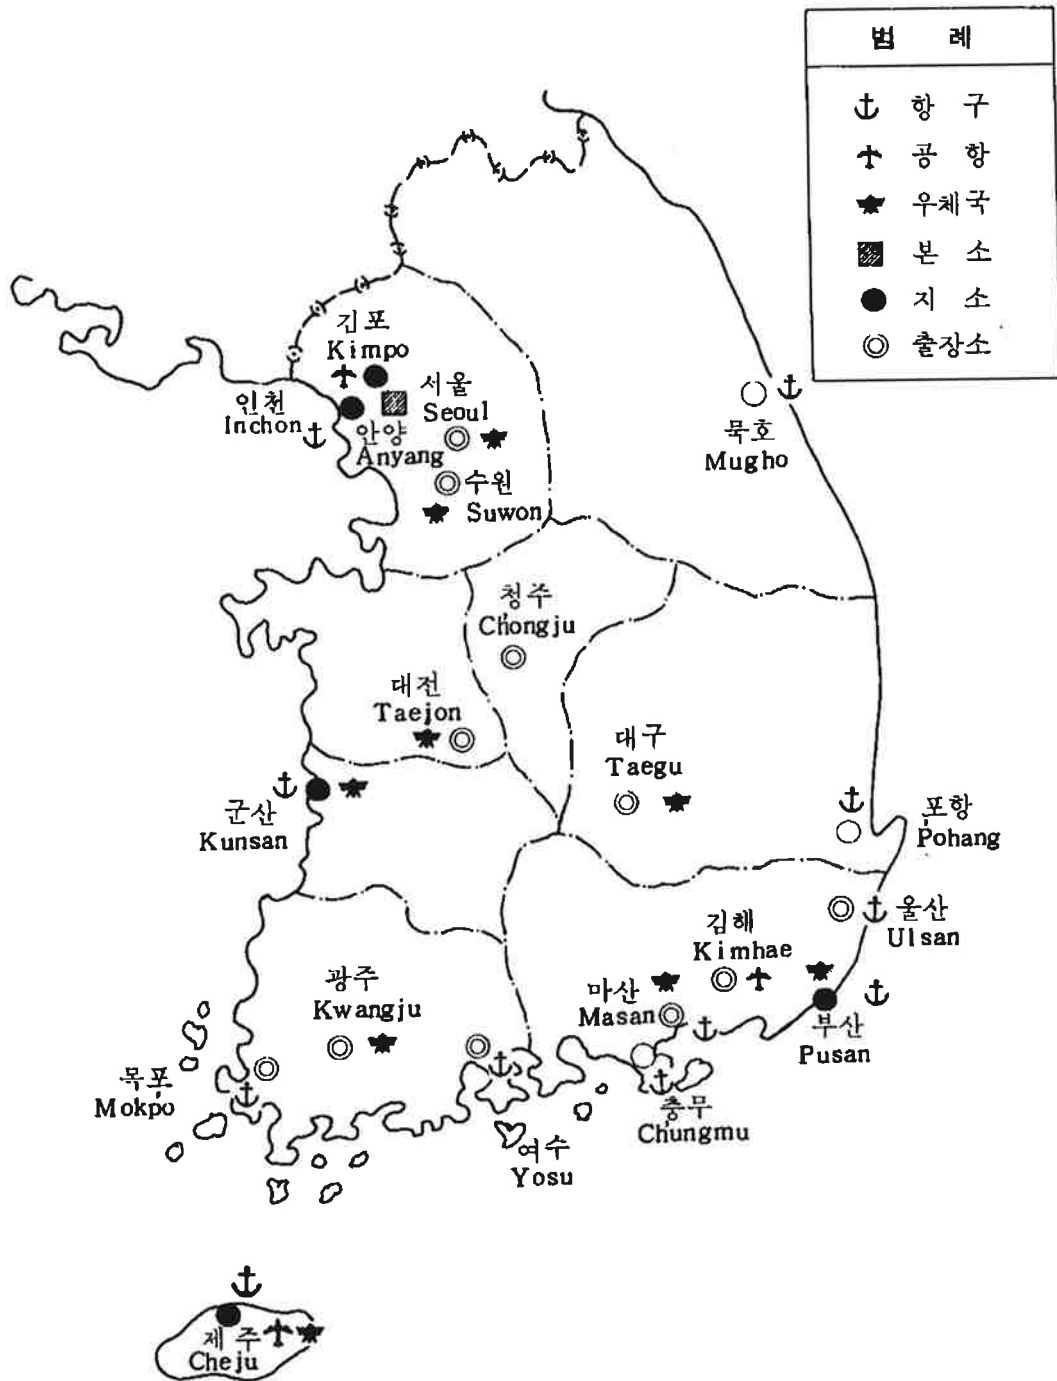 범 례
항 구
공 항
우체국
본 소
지 소
출장소
김포
Kimpo
서울
Seoul
인천
Inchon
안양
Anyang
수원
Suwon
묵호
Mugho
청주
Chongju
대전
Taejon
대구
Taegu
군산
Kunsan
포항
Pohang
울산
Ulsan
김해
Kimhae
광주
Kwangju
마산
Masan
부산
Pusan
목포
Mokpo
충무
Chungmu
여수
Yosu
제주
Cheju